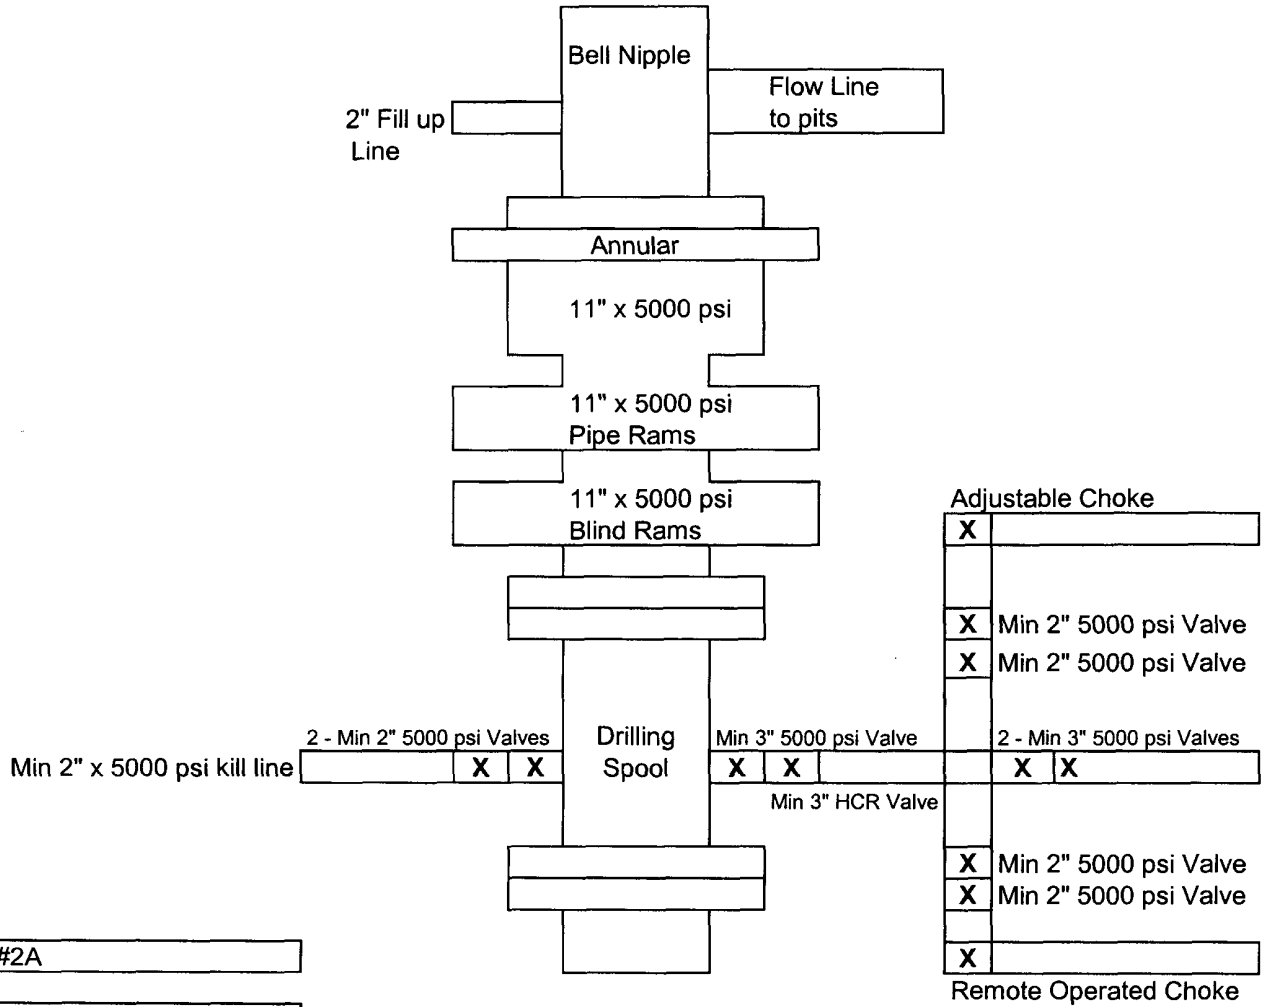 Bell Nipple
Flow Line
to pits
2" Fill up
Line
Annular
11" x 5000 psi
11" x 5000 psi
Pipe Rams
11" x 5000 psi
Blind Rams
Adjustable Choke
X
X Min 2" 5000 psi Valve
X Min 2" 5000 psi Valve
2 - Min 2" 5000 psi Valves
Drilling
Spool
Min 3" 5000 psi Valve
2 - Min 3" 5000 psi Valves
Min 2" x 5000 psi kill line
X X
X X
X X
Min 3" HCR Valve
X Min 2" 5000 psi Valve
X Min 2" 5000 psi Valve
#2A
X
Remote Operated Choke